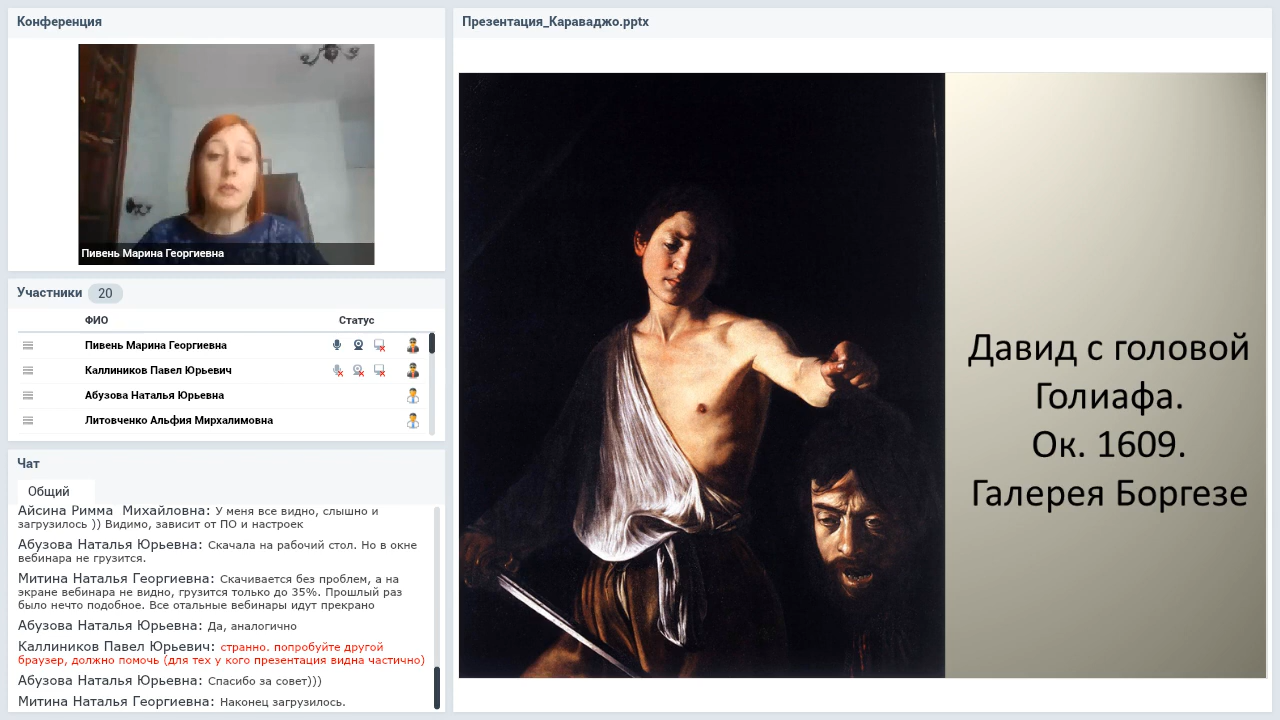 Конференция
Пивень Марина Георгиевна
Участники 20
ФИО Статус
Пивень Марина Георгиевна
Каллиников Павел Юрьевич
Абузова Наталья Юрьевна
Литовченко Альфия Мирхалимовна
Чат
Общий
Айсина Римма Михайловна: У меня все видно, слышно и
загрузилось )) Видимо, зависит от ПО и настроек
Абузова Наталья Юрьевна: Скачала на рабочий стол. Но в окне
вебинара не грузится.
Митина Наталья Георгиевна: Скачивается без проблем, а на
экране вебинара не видно, грузится только до 35%. Прошлый раз
было нечто подобное. Все отальные вебинары идут прекрано
Абузова Наталья Юрьевна: Да, аналогично
Каллиников Павел Юрьевич: странно. попробуйте другой
браузер, должно помочь (для тех у кого презентация видна частично)
Абузова Наталья Юрьевна: Спасибо за совет)))
Митина Наталья Георгиевна: Наконец загрузилось.
Презентация_Караваджо.pptx
Давид с головой
Голиафа.
Ок. 1609.
Галерея Боргезе